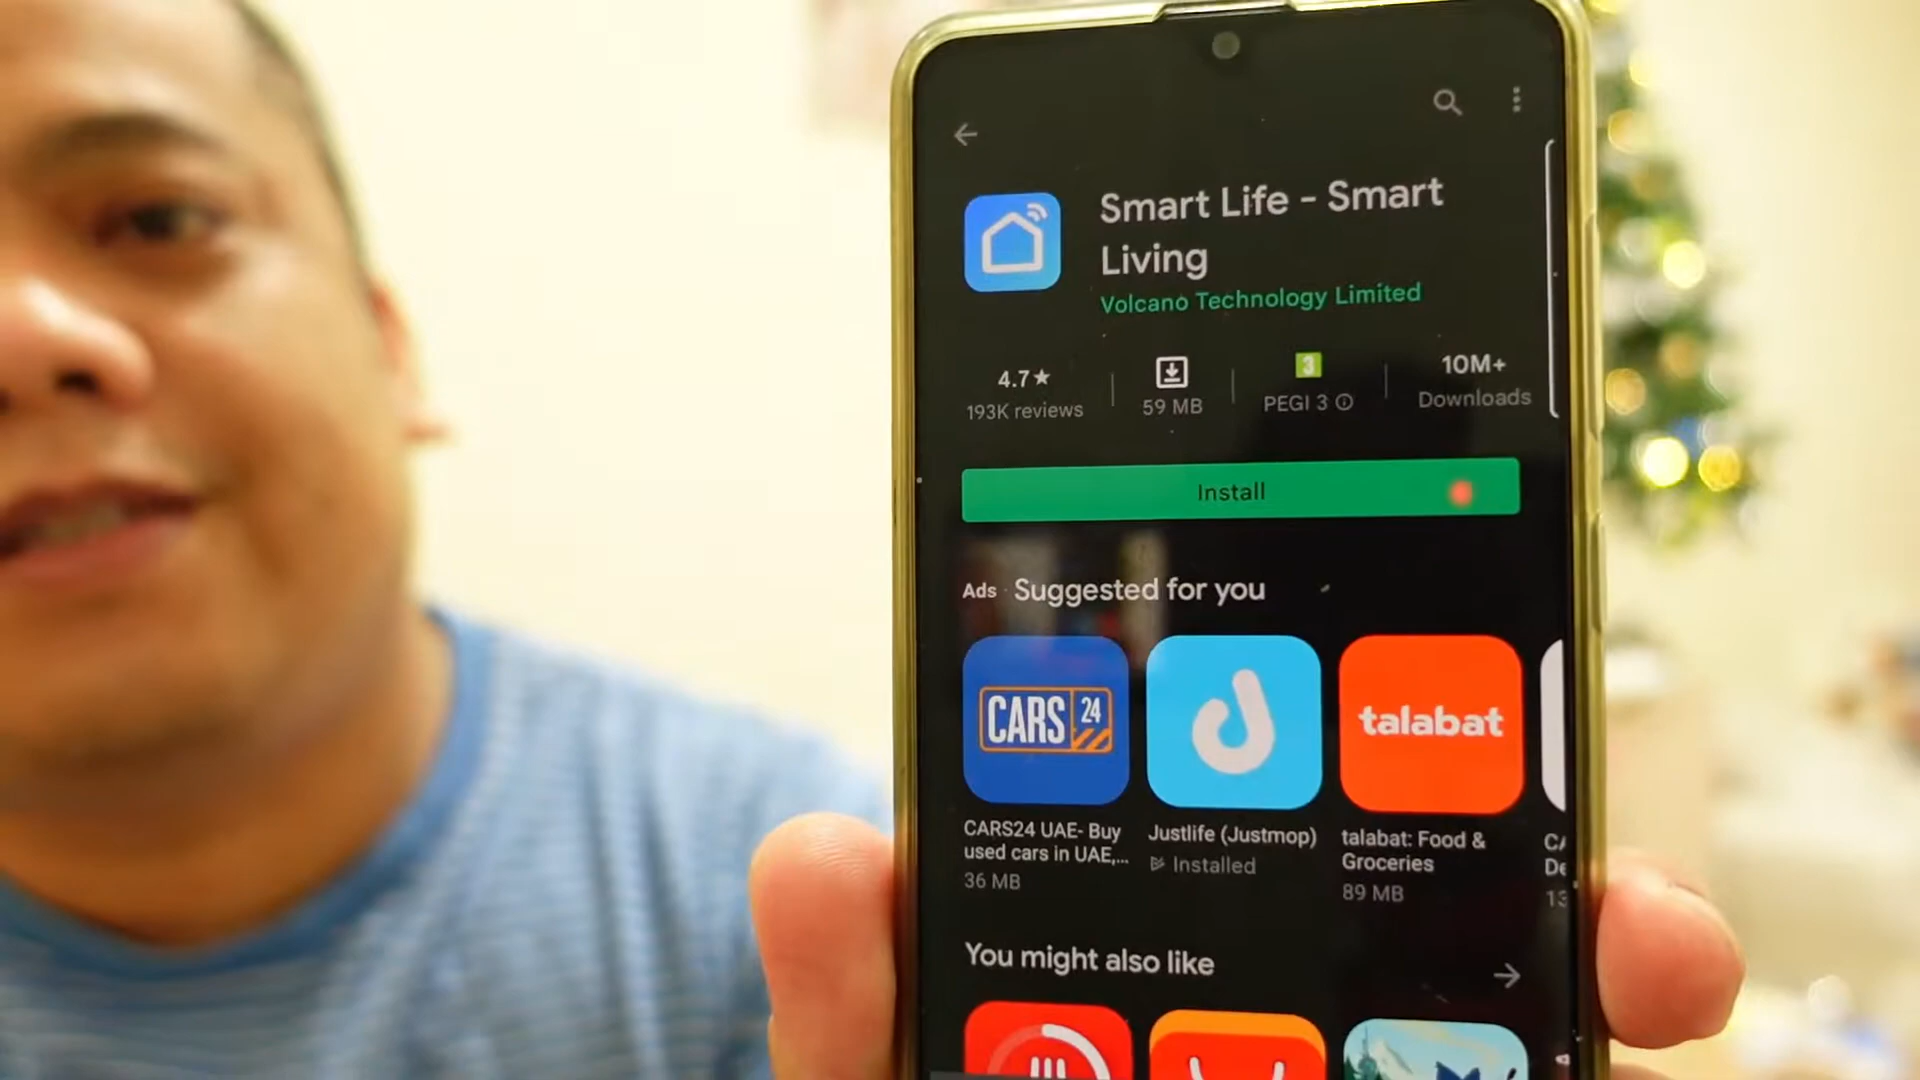 Smart Life - Smart
Living
Volcano Technology Limited
4.7★
193K reviews
59 MB
3
PEGI 3
10M+
Downloads
Install
Ads · Suggested for you
CARS 24
talabat
CARS24 UAE- Buy
used cars in UAE,...
36 MB
Justlife (Justmop)
Installed
talabat: Food &
Groceries
89 MB
You might also like